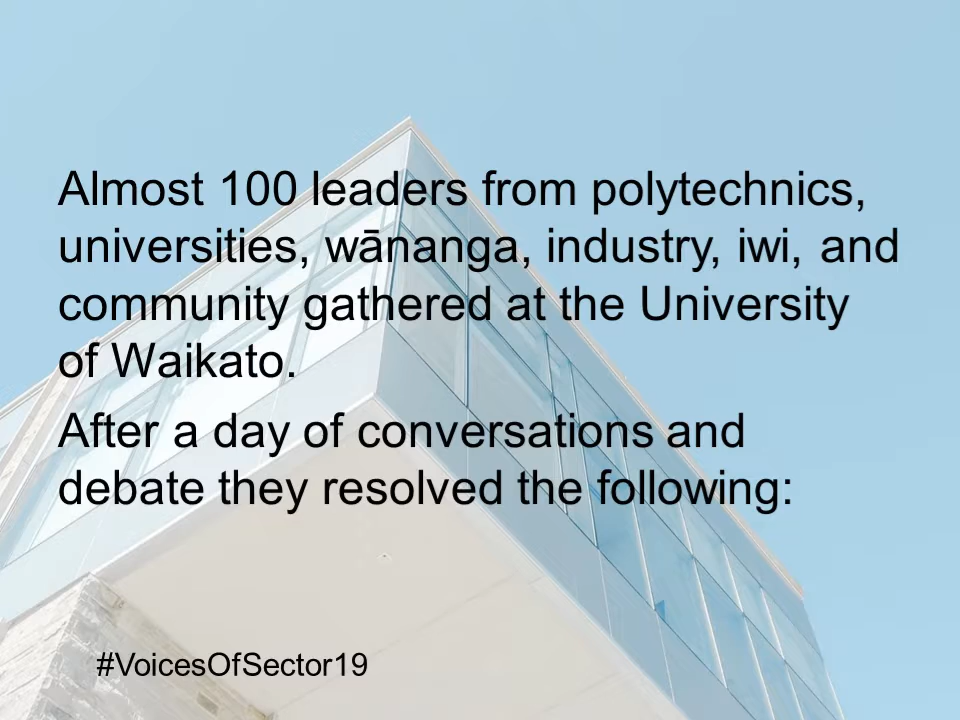 Almost 100 leaders from polytechnics,
universities, wānanga, industry, iwi, and
community gathered at the University
of Waikato.
After a day of conversations and
debate they resolved the following:
#VoicesOfSector19